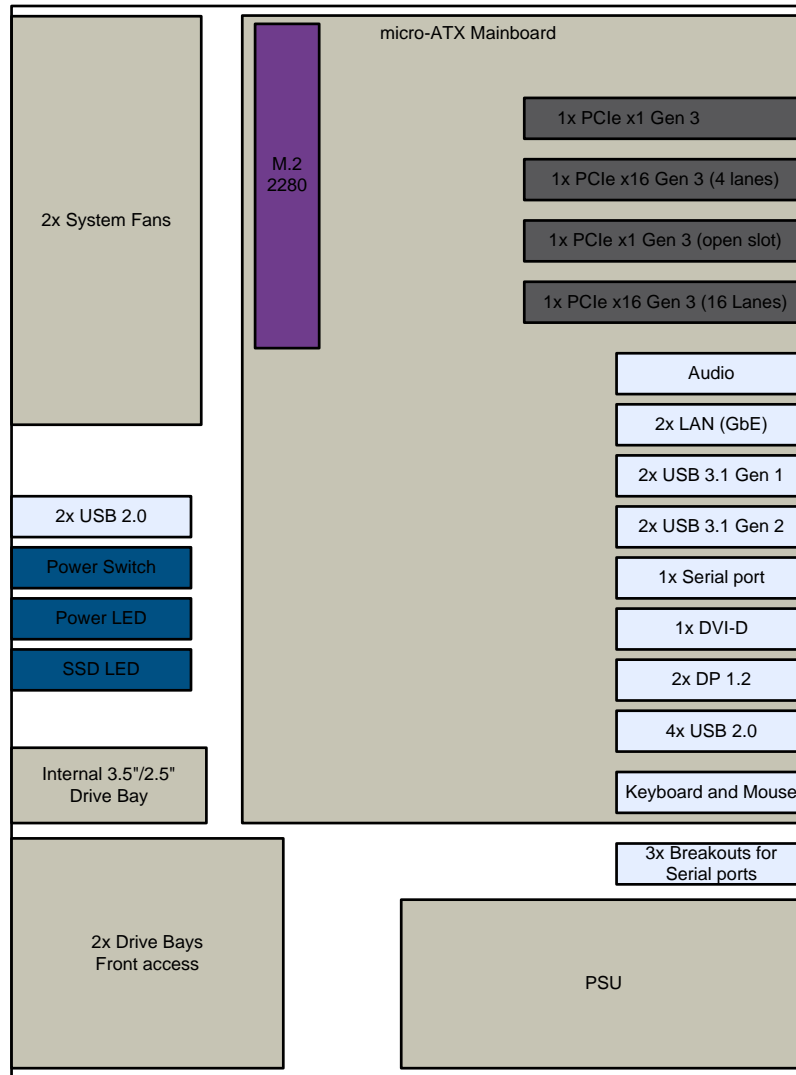 micro-ATX Mainboard
M.2
2280
1x PCIe x1 Gen 3
1x PCIe x16 Gen 3 (4 lanes)
1x PCIe x1 Gen 3 (open slot)
1x PCIe x16 Gen 3 (16 Lanes)
2x System Fans
Audio
2x LAN (GbE)
2x USB 3.1 Gen 1
2x USB 3.1 Gen 2
1x Serial port
1x DVI-D
2x DP 1.2
4x USB 2.0
Keyboard and Mouse
2x USB 2.0
Power Switch
Power LED
SSD LED
Internal 3.5"/2.5"
Drive Bay
3x Breakouts for
Serial ports
2x Drive Bays
Front access
PSU